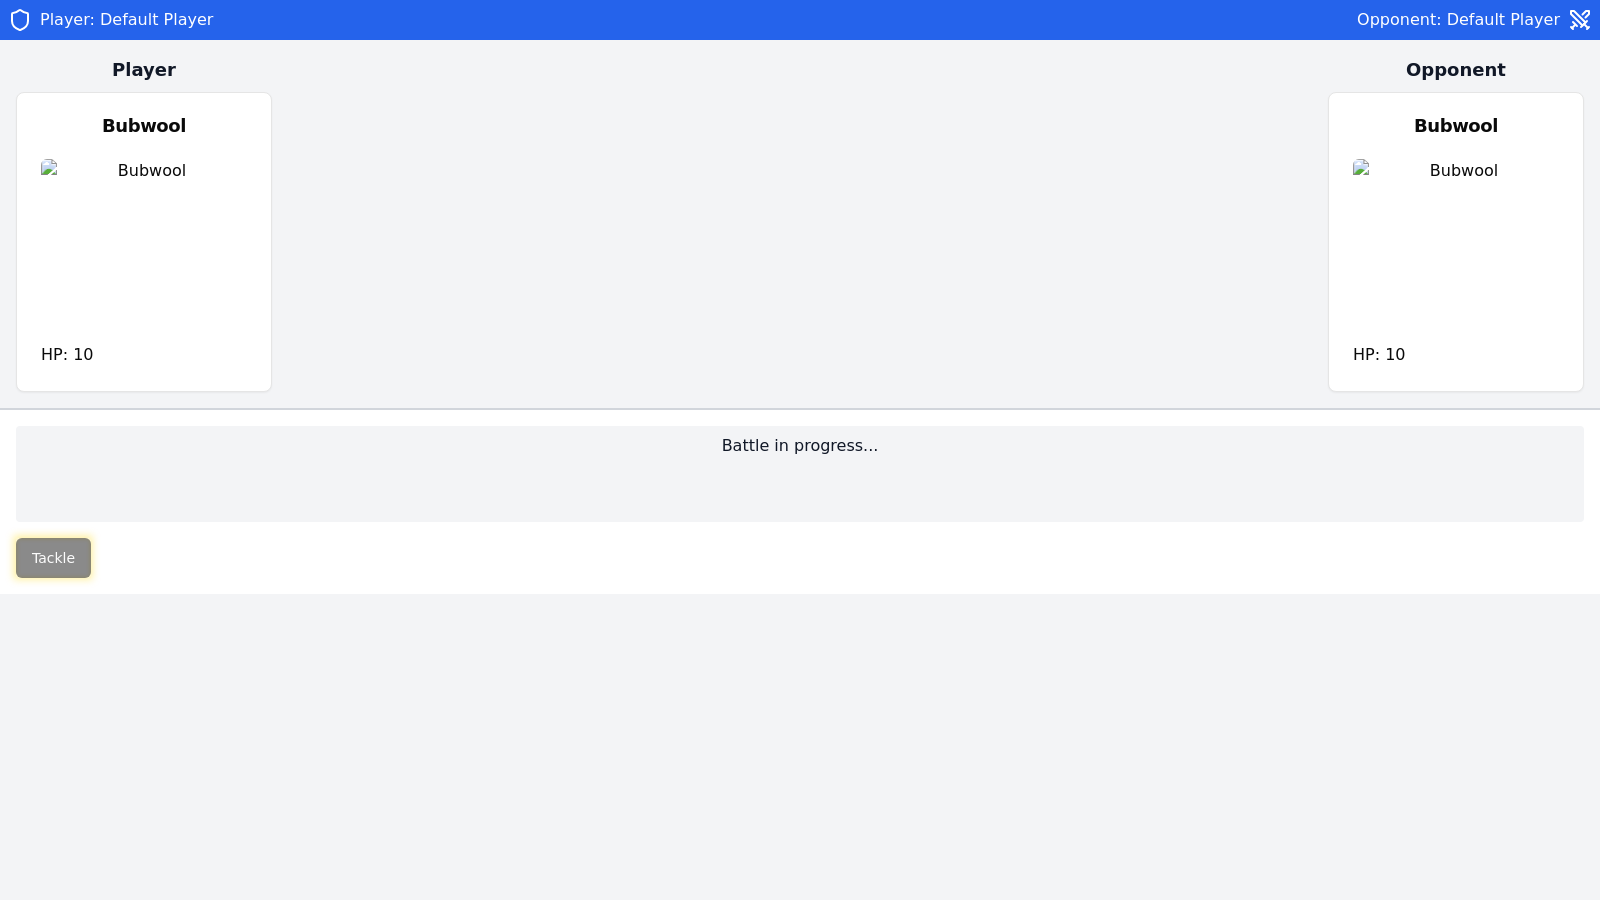 Player: Default Player
Opponent: Default Player
Player
Opponent
Bubwool
Bubwool
HP: 10
Bubwool
Bubwool
HP: 10
Battle in progress...
Tackle